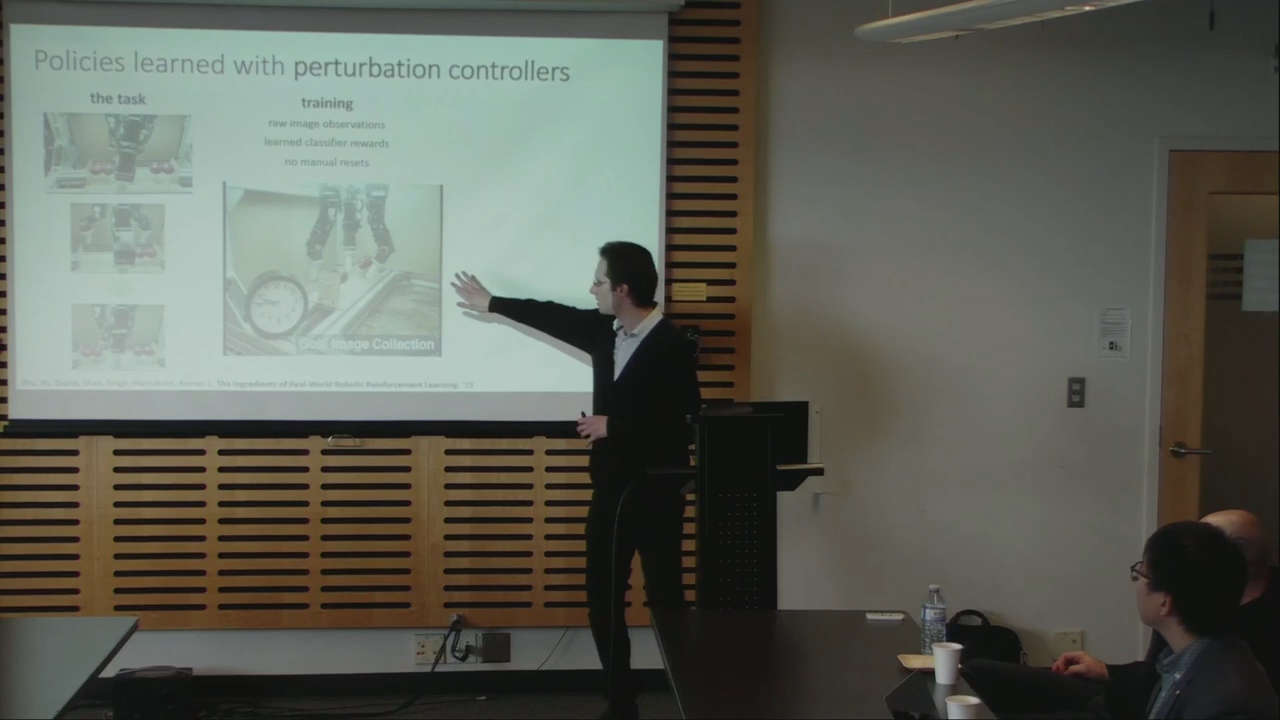 Policies learned with perturbation controllers
the task
training
raw image observations
learned classifier rewards
no manual resets
Goal Image Collection
The Ingredients of Real-World Robotic Reinforcement Learning. '19